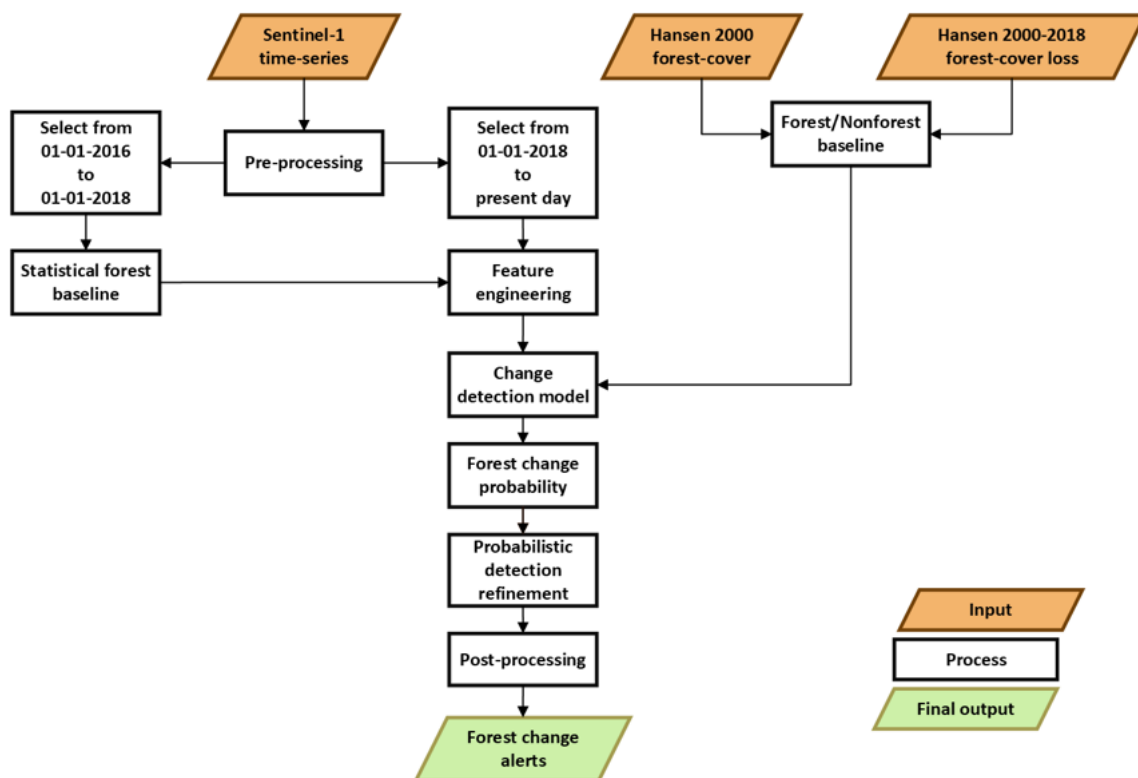 Sentinel-1
time-series
Hansen 2000
forest-cover
Hansen 2000-2018
forest-cover loss
Select from
01-01-2016
to
01-01-2018
Pre-processing
Select from
01-01-2018
to
present day
Forest/Nonforest
baseline
Statistical forest
baseline
Feature
engineering
Change
detection model
Forest change
probability
Probabilistic
detection
refinement
Post-processing
Forest change
alerts
Input
Process
Final output